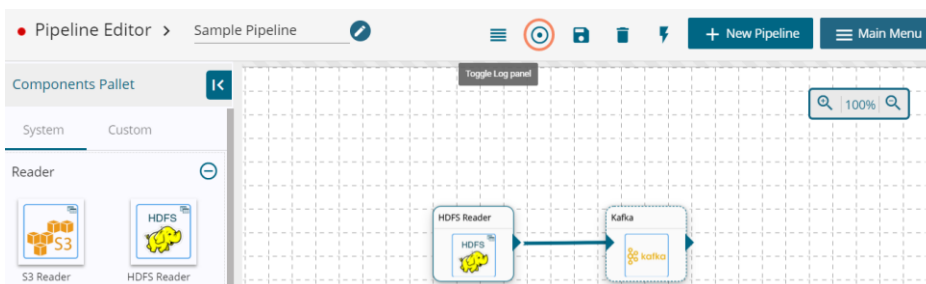 Pipeline Editor >
Sample Pipeline
+ New Pipeline
Main Menu
Toggle Log panel
Components Pallet
100%
System
Custom
Reader
S3
S3 Reader
HDFS
HDFS Reader
HDFS Reader
HDFS
Kafka
kafka